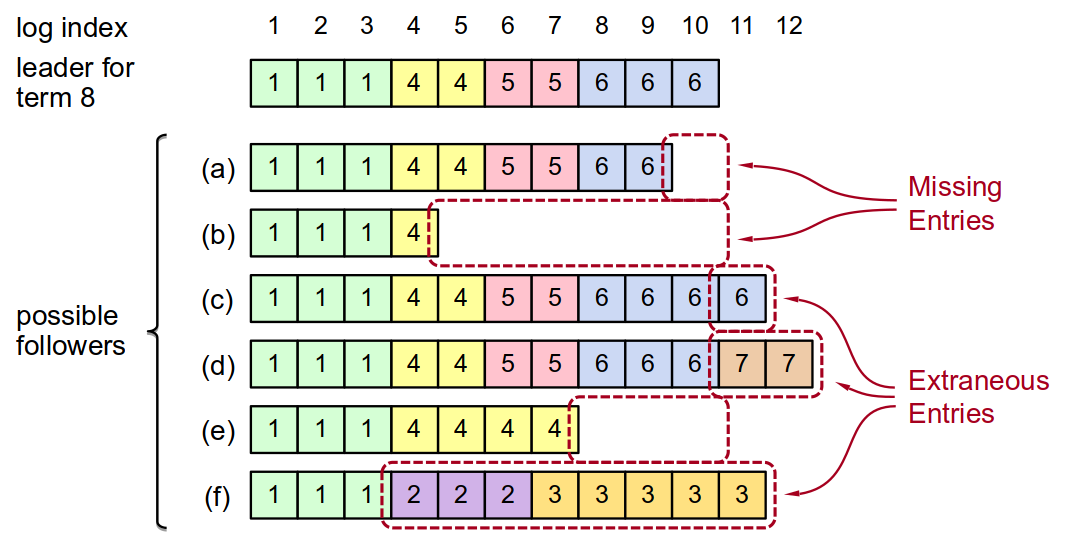 log index 1 2 3 4 5 6 7 8 9 10 11 12
leader for
term 8
1 1 1 4 4 5 5 6 6 6
(a) 1 1 1 4 4 5 5 6 6
Missing
Entries
(b) 1 1 1 4
(c) 1 1 1 4 4 5 5 6 6 6 6
possible
followers
(d) 1 1 1 4 4 5 5 6 6 6 7 7
Extraneous
Entries
(e) 1 1 1 4 4 4 4
(f) 1 1 1 2 2 2 3 3 3 3 3